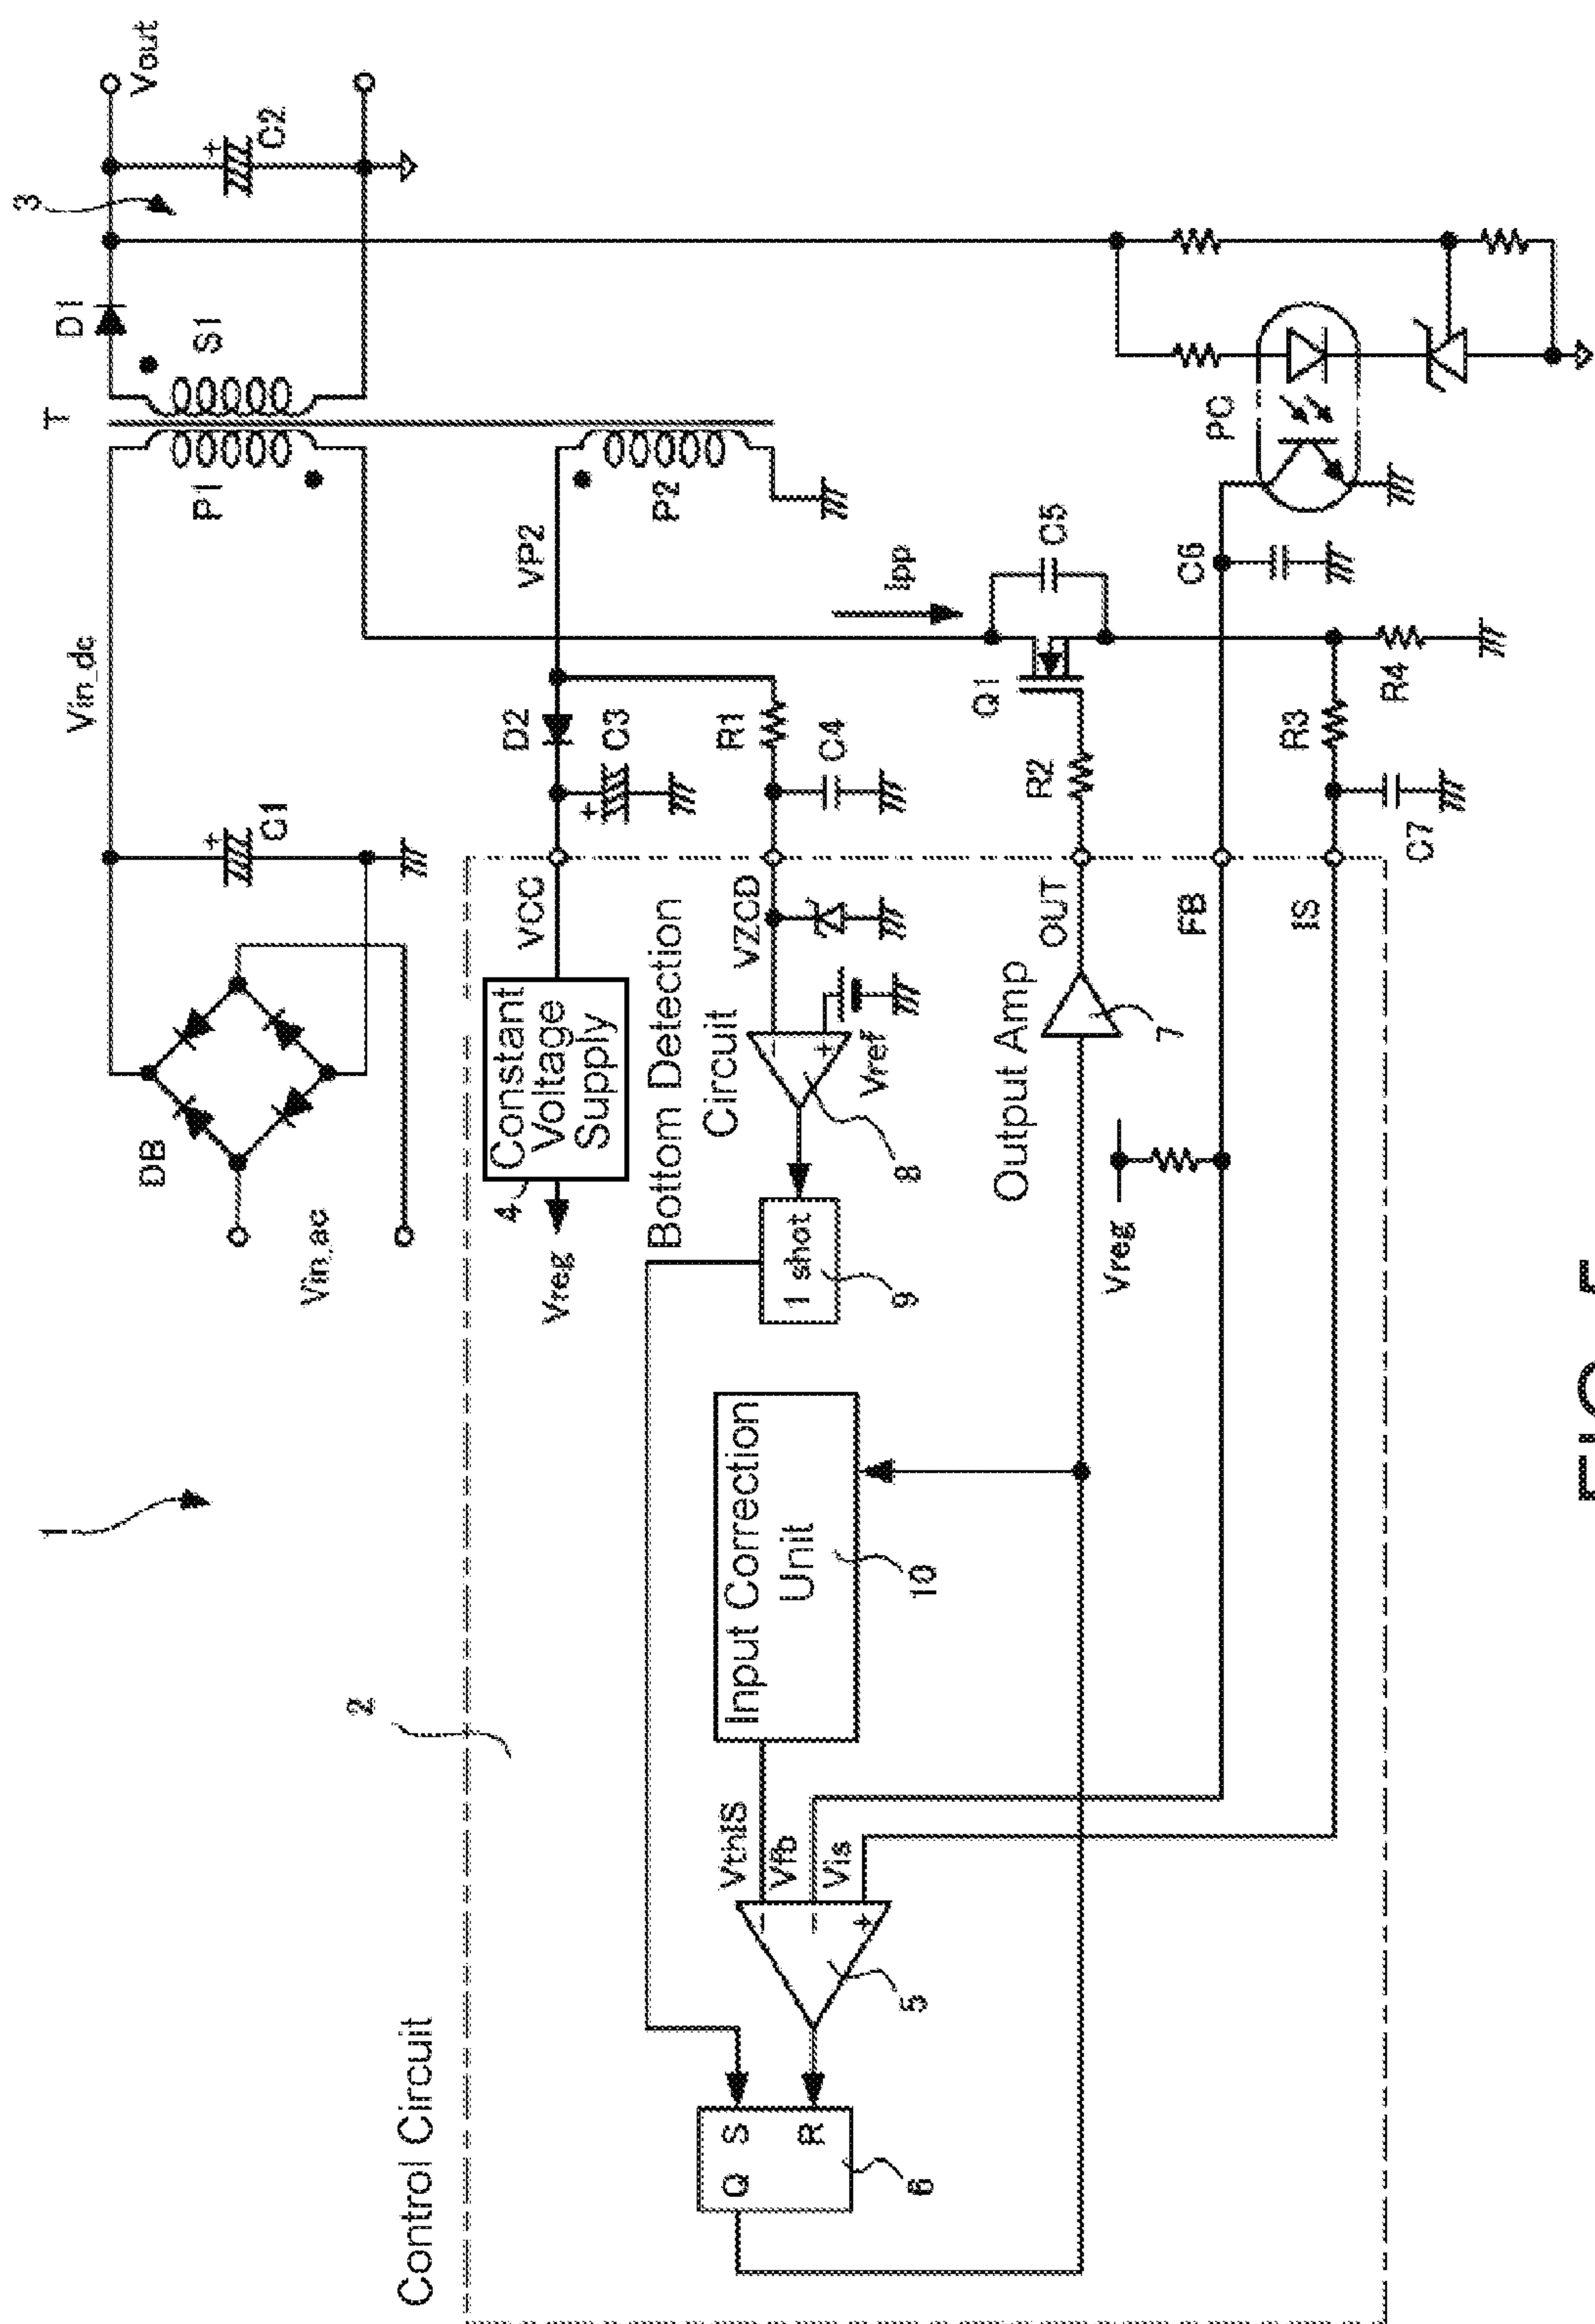 1
3
T
D1
S1
P1
Vout
C2
Vin_dc
C1
DB
Vin_ac
VP2
P2
D2
C3
R1
C4
Ipp
Q1
C5
R2
C6
PC
R3
R4
C7
Control Circuit
2
VCC
Constant
Voltage
Supply
4
Vreg
Bottom Detection
Circuit
VZCD
Vref
8
1 shot
9
Input Correction
Unit
10
Output Amp
OUT
7
Vreg
FB
IS
VthIS
Vfb
Vis
−
−
+
−
+
5
Q S
R
6
+
+
+